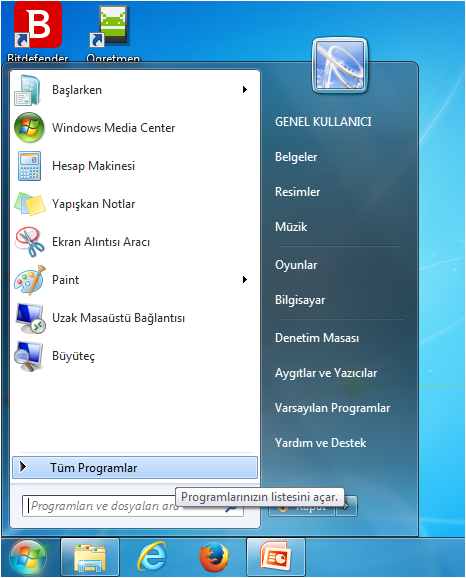 B
Bitdefender
Ogretmen
Başlarken
Windows Media Center
Hesap Makinesi
Yapışkan Notlar
Ekran Alıntısı Aracı
Paint
Uzak Masaüstü Bağlantısı
Büyüteç
Tüm Programlar
Programları ve dosyaları ara
GENEL KULLANICI
Belgeler
Resimler
Müzik
Oyunlar
Bilgisayar
Denetim Masası
Aygıtlar ve Yazıcılar
Varsayılan Programlar
Yardım ve Destek
Programlarınızın listesini açar.
Kapat